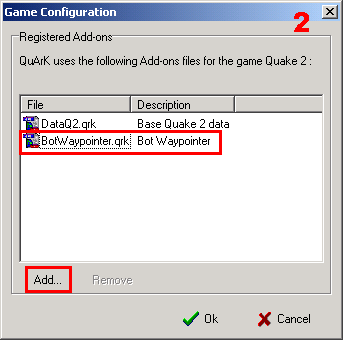 Game Configuration
2
Registered Add-ons
QuArK uses the following Add-ons files for the game Quake 2 :
File Description
DataQ2.qrk Base Quake 2 data
BotWaypointer.qrk Bot Waypointer
Add... Remove
Ok Cancel